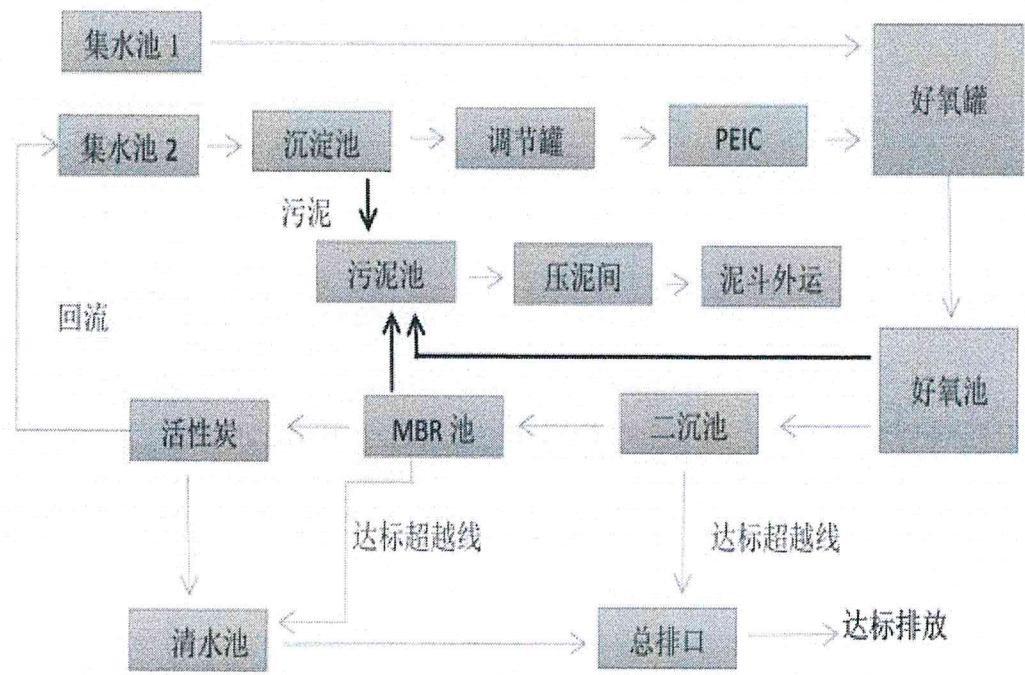 集水池 1
好氧罐
集水池 2
沉淀池
调节罐
PEIC
污泥
污泥池
压泥间
泥斗外运
回流
好氧池
活性炭
MBR 池
二沉池
达标超越线
达标超越线
清水池
总排口
达标排放